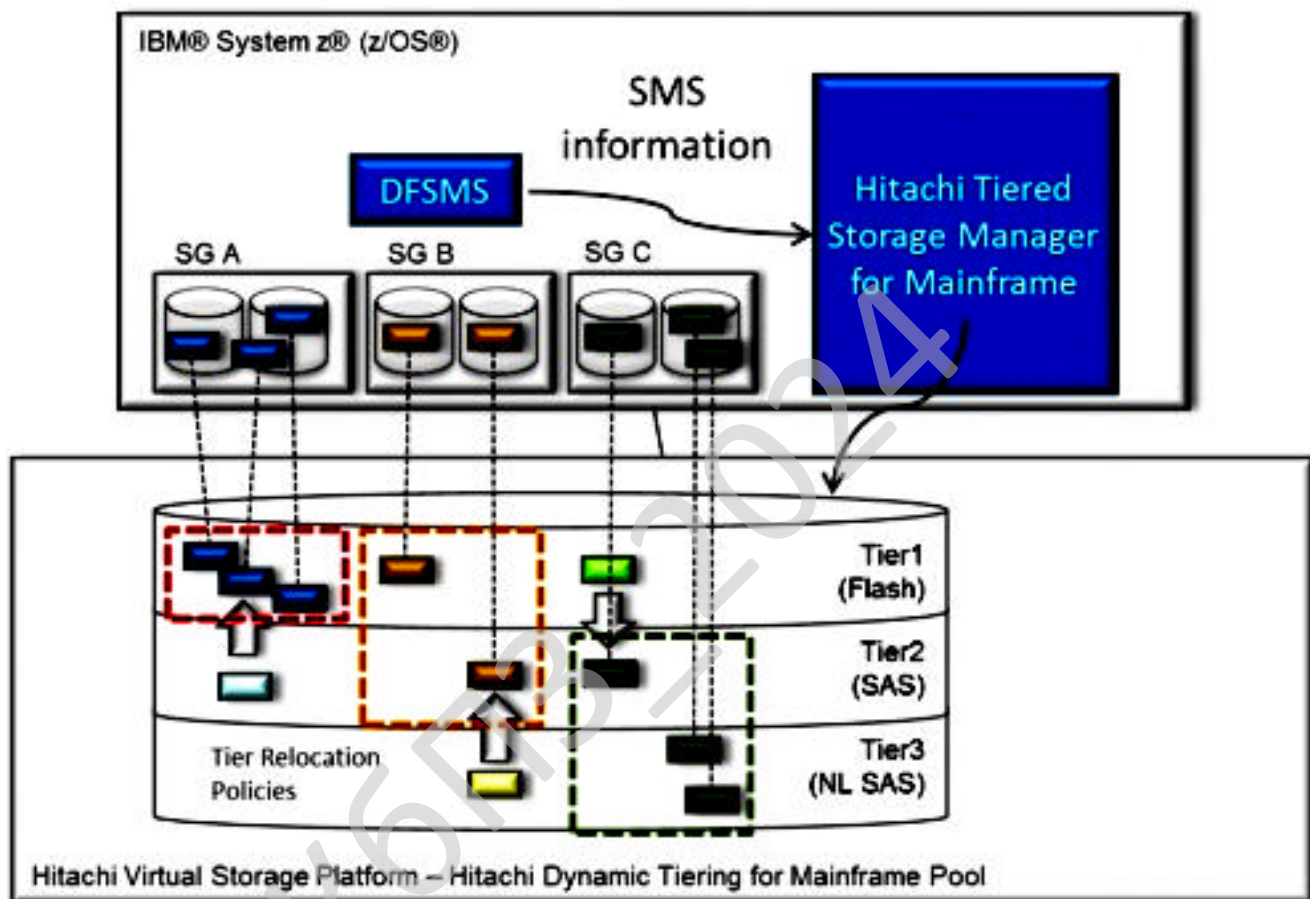 IBM® System z® (z/OS®)
SMS
information
DFSMS
Hitachi Tiered
Storage Manager
for Mainframe
SG A
SG B
SG C
Tier1
(Flash)
Tier2
(SAS)
Tier3
(NL SAS)
Tier Relocation
Policies
Hitachi Virtual Storage Platform – Hitachi Dynamic Tiering for Mainframe Pool